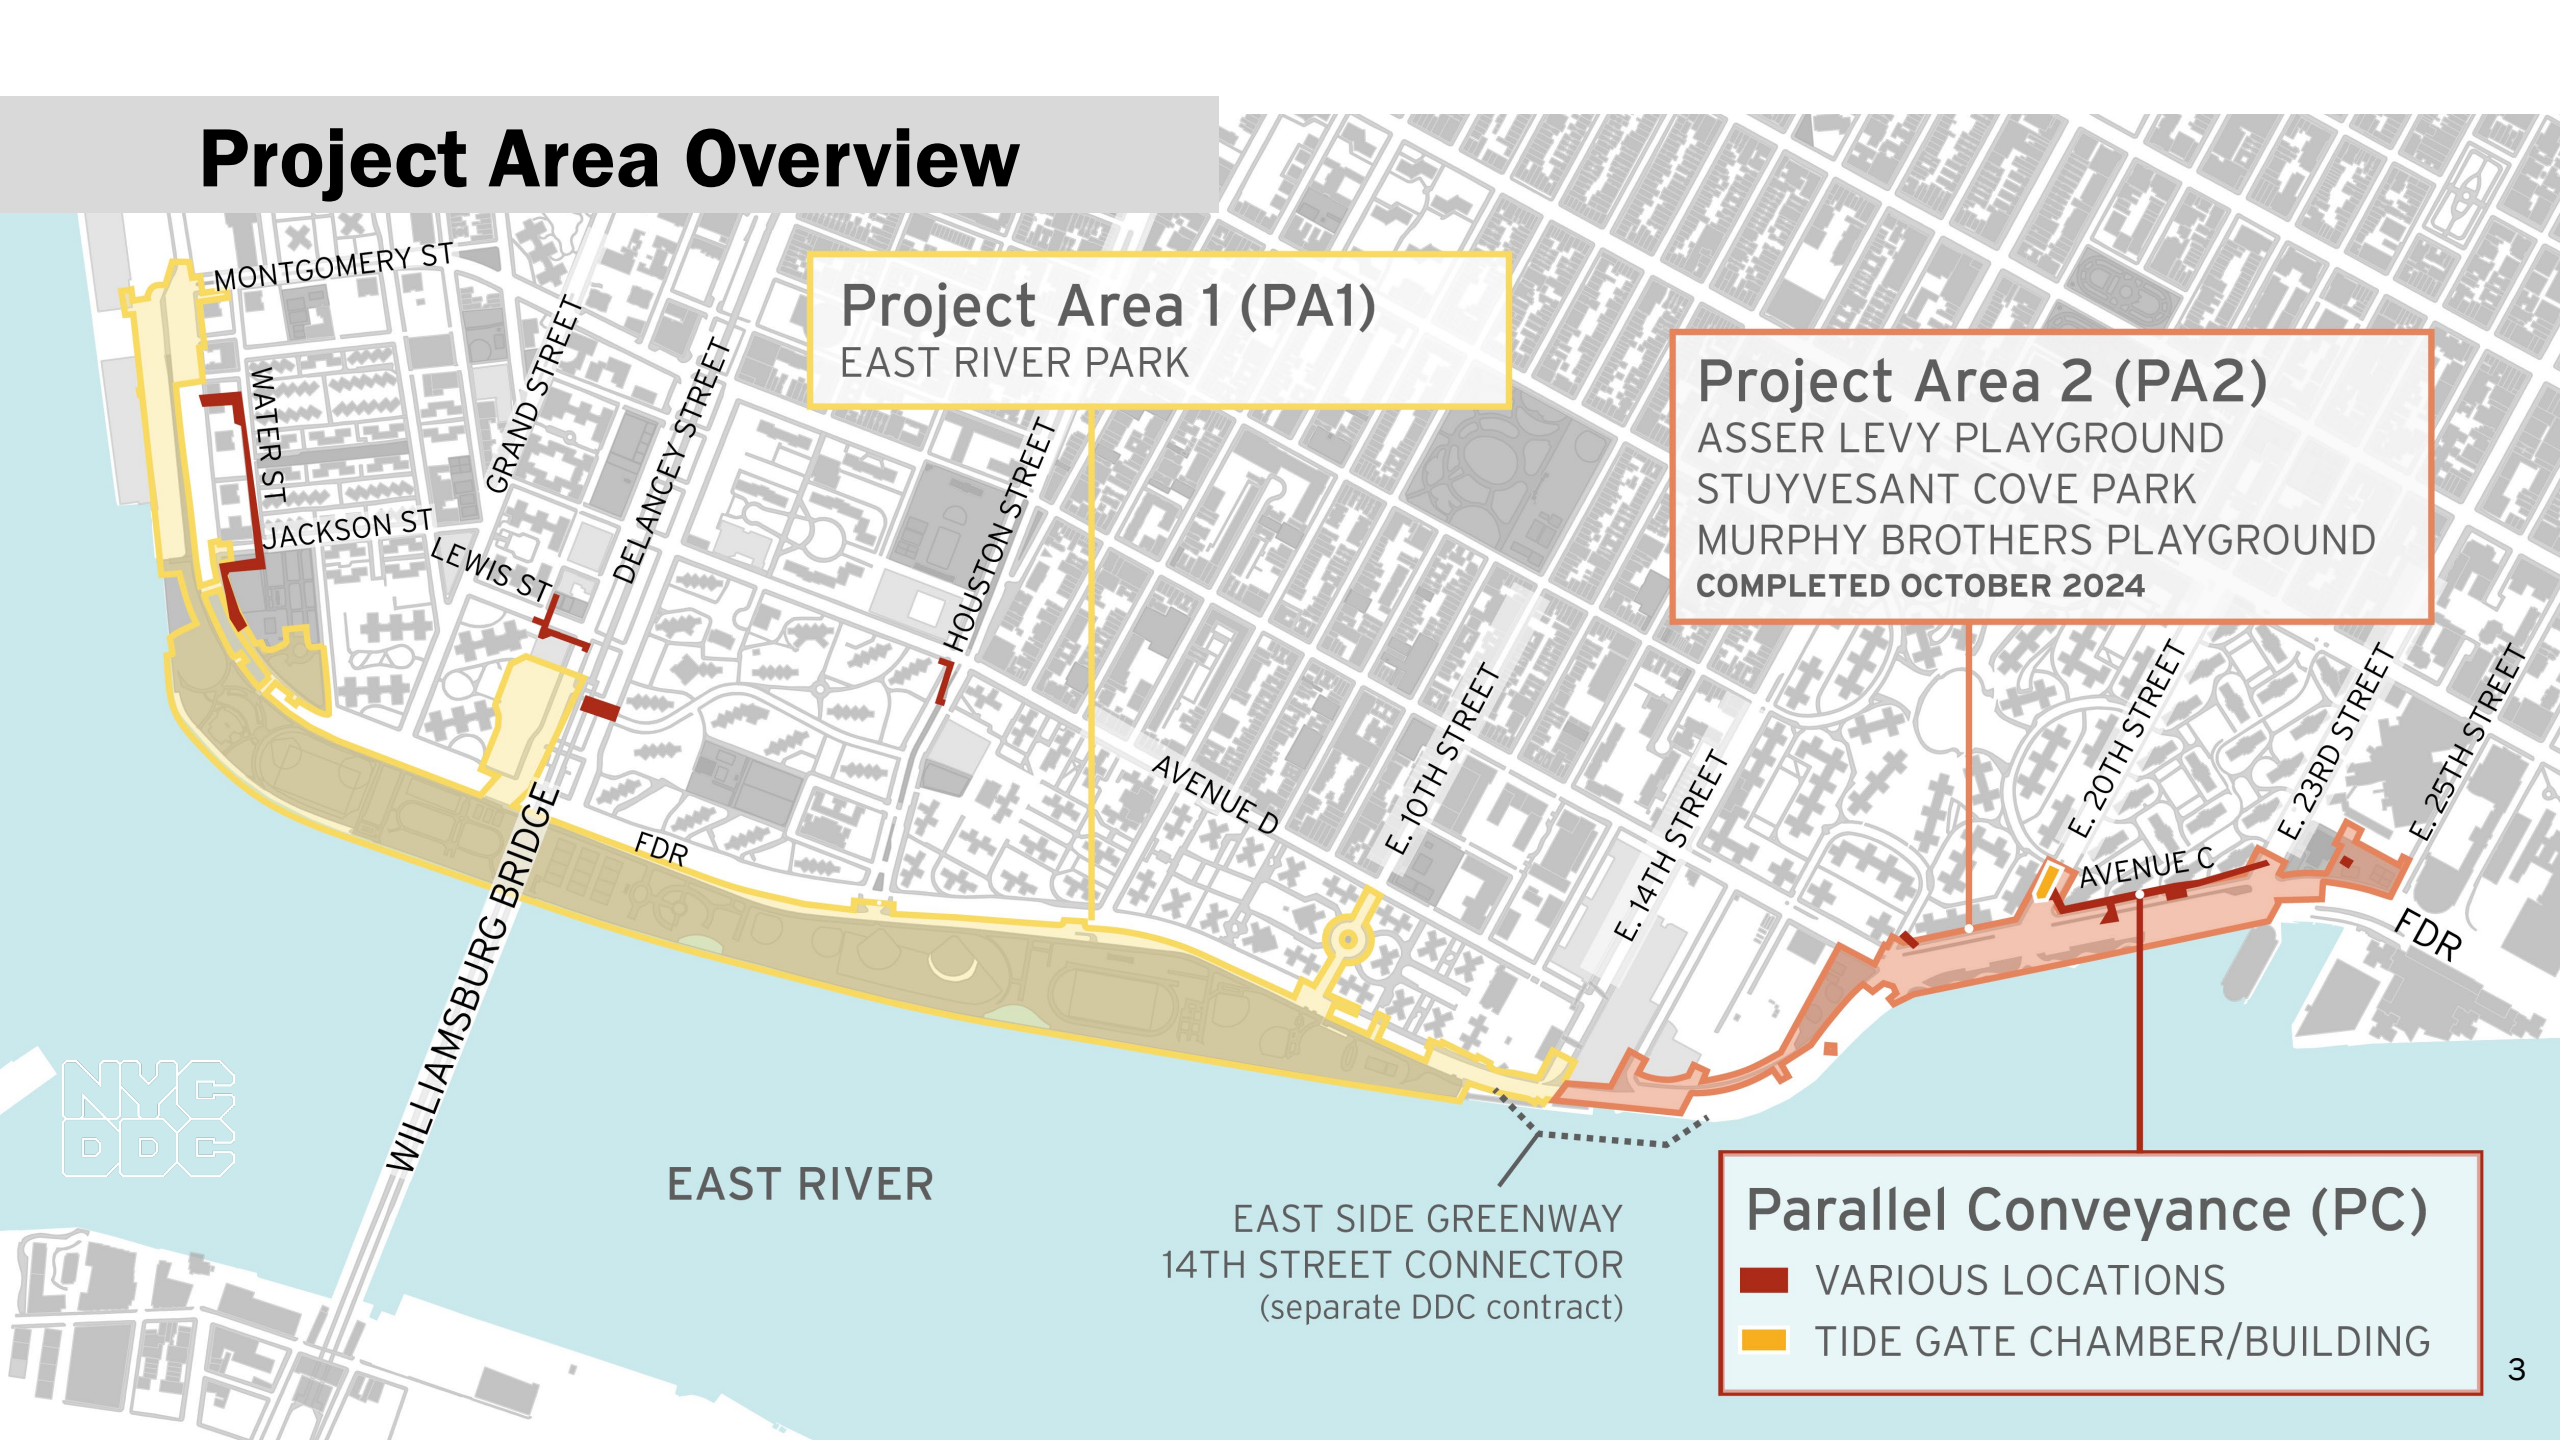 Project Area Overview
MONTGOMERY ST
WATER ST
JACKSON ST
GRAND STREET
LEWIS ST
DELANCEY STREET
HOUSTON STREET
Project Area 1 (PA1)
EAST RIVER PARK
Project Area 2 (PA2)
ASSER LEVY PLAYGROUND
STUYVESANT COVE PARK
MURPHY BROTHERS PLAYGROUND
COMPLETED OCTOBER 2024
FDR
AVENUE D
E. 10TH STREET
E. 14TH STREET
E. 20TH STREET
AVENUE C
E. 23RD STREET
E. 25TH STREET
FDR
WILLIAMSBURG BRIDGE
NYC
DDC
EAST RIVER
EAST SIDE GREENWAY
14TH STREET CONNECTOR
(separate DDC contract)
Parallel Conveyance (PC)
VARIOUS LOCATIONS
TIDE GATE CHAMBER/BUILDING
3